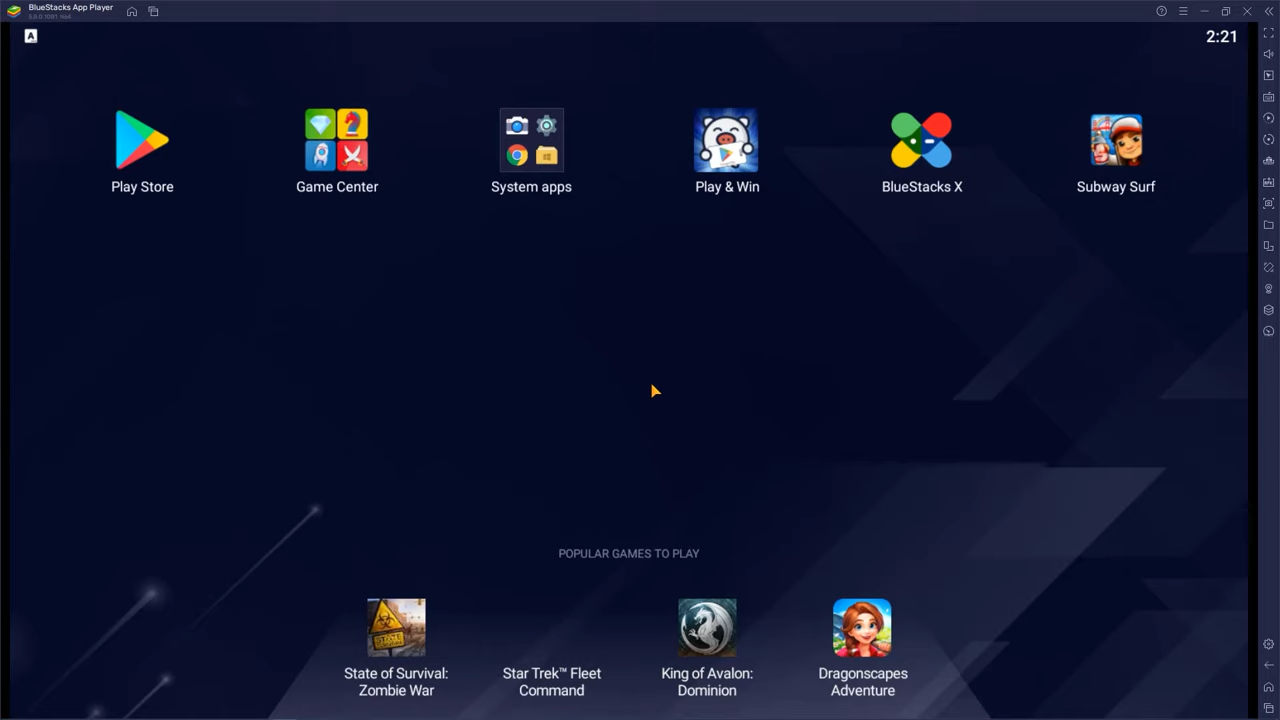 BlueStacks App Player
2:21
Play Store
Game Center
System apps
Play & Win
BlueStacks X
Subway Surf
POPULAR GAMES TO PLAY
State of Survival:
Zombie War
Star Trek™ Fleet
Command
King of Avalon:
Dominion
Dragonscapes
Adventure